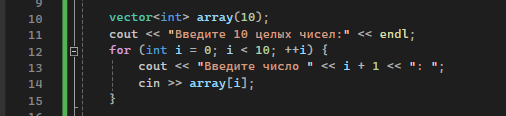 9
10 vector<int> array(10);
11 cout << "Введите 10 целых чисел:" << endl;
12 for (int i = 0; i < 10; ++i) {
13 cout << "Введите число " << i + 1 << ": ";
14 cin >> array[i];
15 }